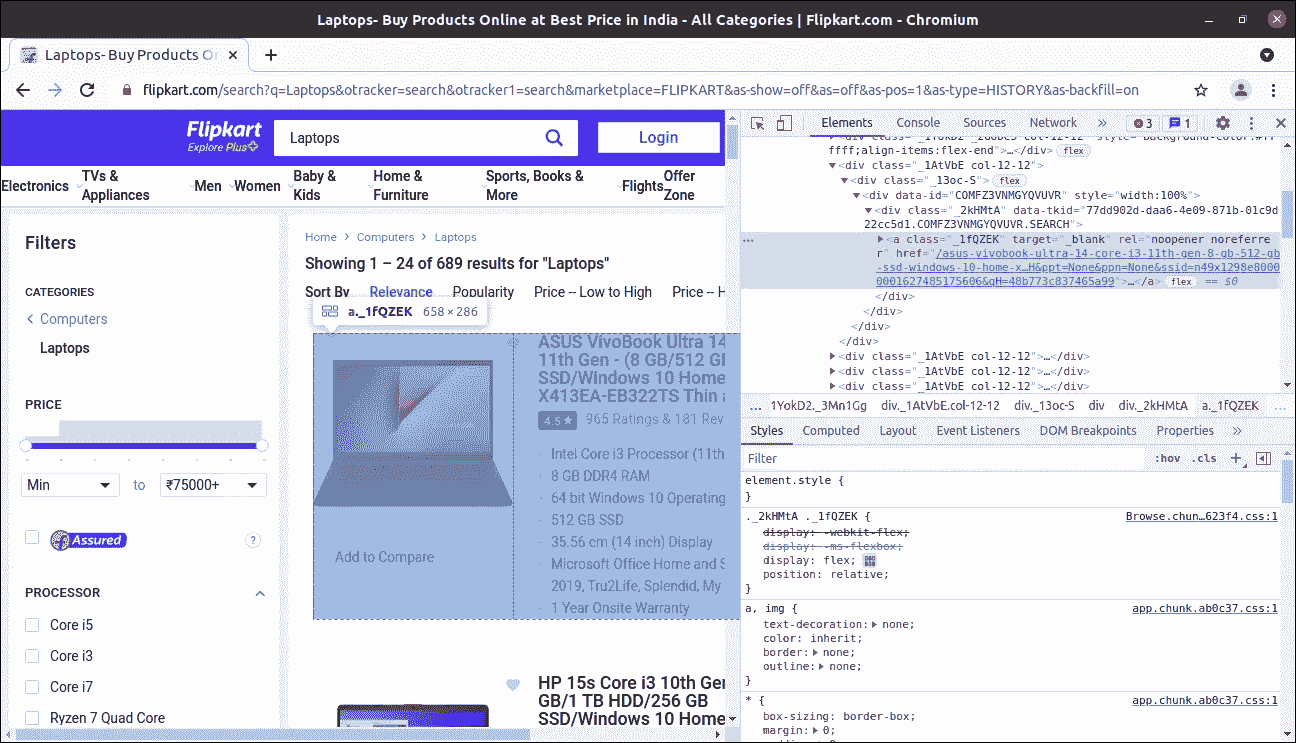 Laptops- Buy Products Online at Best Price in India - All Categories | Flipkart.com - Chromium
Laptops- Buy Products On
flipkart.com/search?q=Laptops&otracker=search&otracker1=search&marketplace=FLIPKART&as-show=off&as=off&as-pos=1&as-type=HISTORY&as-backfill=on
Flipkart
Explore Plus
Laptops
Login
Electronics
TVs &
Appliances
Men
Women
Baby &
Kids
Home &
Furniture
Sports, Books &
More
Flights
Offer
Zone
Filters
CATEGORIES
Computers
Laptops
PRICE
Min
to
₹75000+
Assured
?
PROCESSOR
Core i5
Core i3
Core i7
Ryzen 7 Quad Core
Home > Computers > Laptops
Showing 1 – 24 of 689 results for "Laptops"
Sort By Relevance Popularity Price -- Low to High Price -- H
a._1fQZEK 658 × 286
ASUS VivoBook Ultra 14
11th Gen - (8 GB/512 GB
SSD/Windows 10 Home
X413EA-EB322TS Thin a
4.5 ★ 965 Ratings & 181 Rev
Intel Core i3 Processor (11th
8 GB DDR4 RAM
64 bit Windows 10 Operating
512 GB SSD
35.56 cm (14 inch) Display
Microsoft Office Home and S
2019, Tru2Life, Splendid, My
1 Year Onsite Warranty
Add to Compare
HP 15s Core i3 10th Gen
GB/1 TB HDD/256 GB
SSD/Windows 10 Home
Elements Console Sources Network » 3 1
ffffff;align-items:flex-end">…</div> flex
<div class="_1AtVbE col-12-12">
<div class="_13oc-S"> flex
<div data-id="COMFZ3VNMGYQVUVR" style="width:100%">
<div class="_2kHMtA" data-tkid="77dd902d-daa6-4e09-871b-01c9d
22cc5d1.COMFZ3VNMGYQVUVR.SEARCH">
<a class="_1fQZEK" target="_blank" rel="noopener noreferre
r" href="/asus-vivobook-ultra-14-core-i3-11th-gen-8-gb-512-gb
-ssd-windows-10-home-x…H&ppt=None&ppn=None&ssid=n49x1298e8000
0001627485175606&qH=48b773c837465a99">…</a> flex == $0
</div>
</div>
</div>
</div>
<div class="_1AtVbE col-12-12">…</div>
<div class="_1AtVbE col-12-12">…</div>
<div class="_1AtVbE col-12-12">…</div>
… 1YokD2._3Mn1Gg div._1AtVbE.col-12-12 div._13oc-S div div._2kHMtA a._1fQZEK …
Styles Computed Layout Event Listeners DOM Breakpoints Properties »
Filter :hov .cls +
element.style {
}
._2kHMtA ._1fQZEK { Browse.chun…623f4.css:1
display: -webkit-flex;
display: -ms-flexbox;
display: flex;
position: relative;
}
a, img { app.chunk.ab0c37.css:1
text-decoration: none;
color: inherit;
border: none;
outline: none;
}
* { app.chunk.ab0c37.css:1
box-sizing: border-box;
margin: 0;